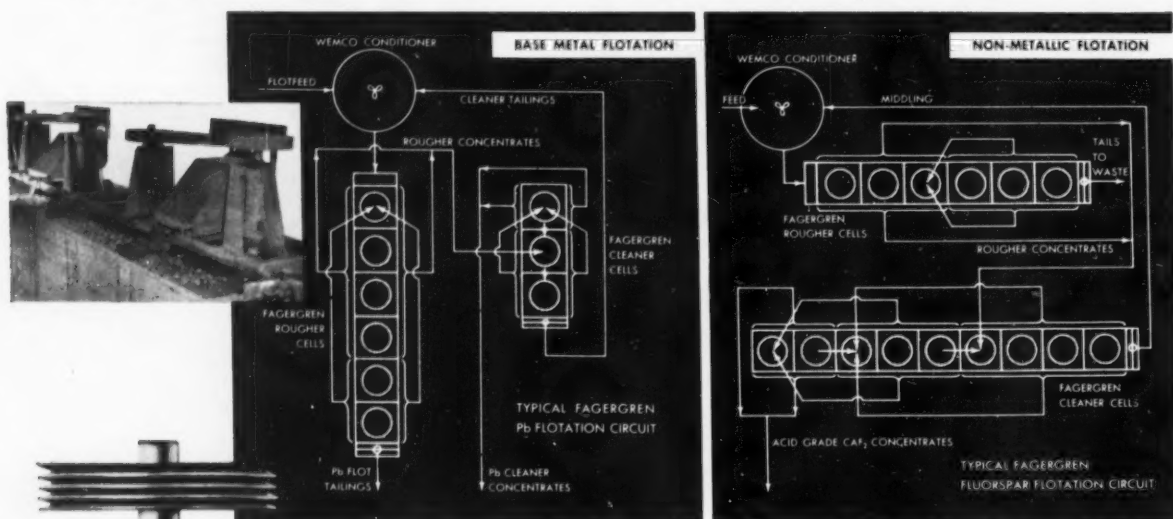 BASE METAL FLOTATION
WEMCO CONDITIONER
FLOTFEED
CLEANER TAILINGS
ROUGHER CONCENTRATES
FAGERGREN
CLEANER
CELLS
FAGERGREN
ROUGHER
CELLS
TYPICAL FAGERGREN
Pb FLOTATION CIRCUIT
Pb FLOT
TAILINGS
Pb CLEANER
CONCENTRATES
NON-METALLIC FLOTATION
WEMCO CONDITIONER
FEED
MIDDLING
TAILS
TO
WASTE
FAGERGREN
ROUGHER CELLS
ROUGHER CONCENTRATES
FAGERGREN
CLEANER CELLS
ACID GRADE CAF₂ CONCENTRATES
TYPICAL FAGERGREN
FLUORSPAR FLOTATION CIRCUIT